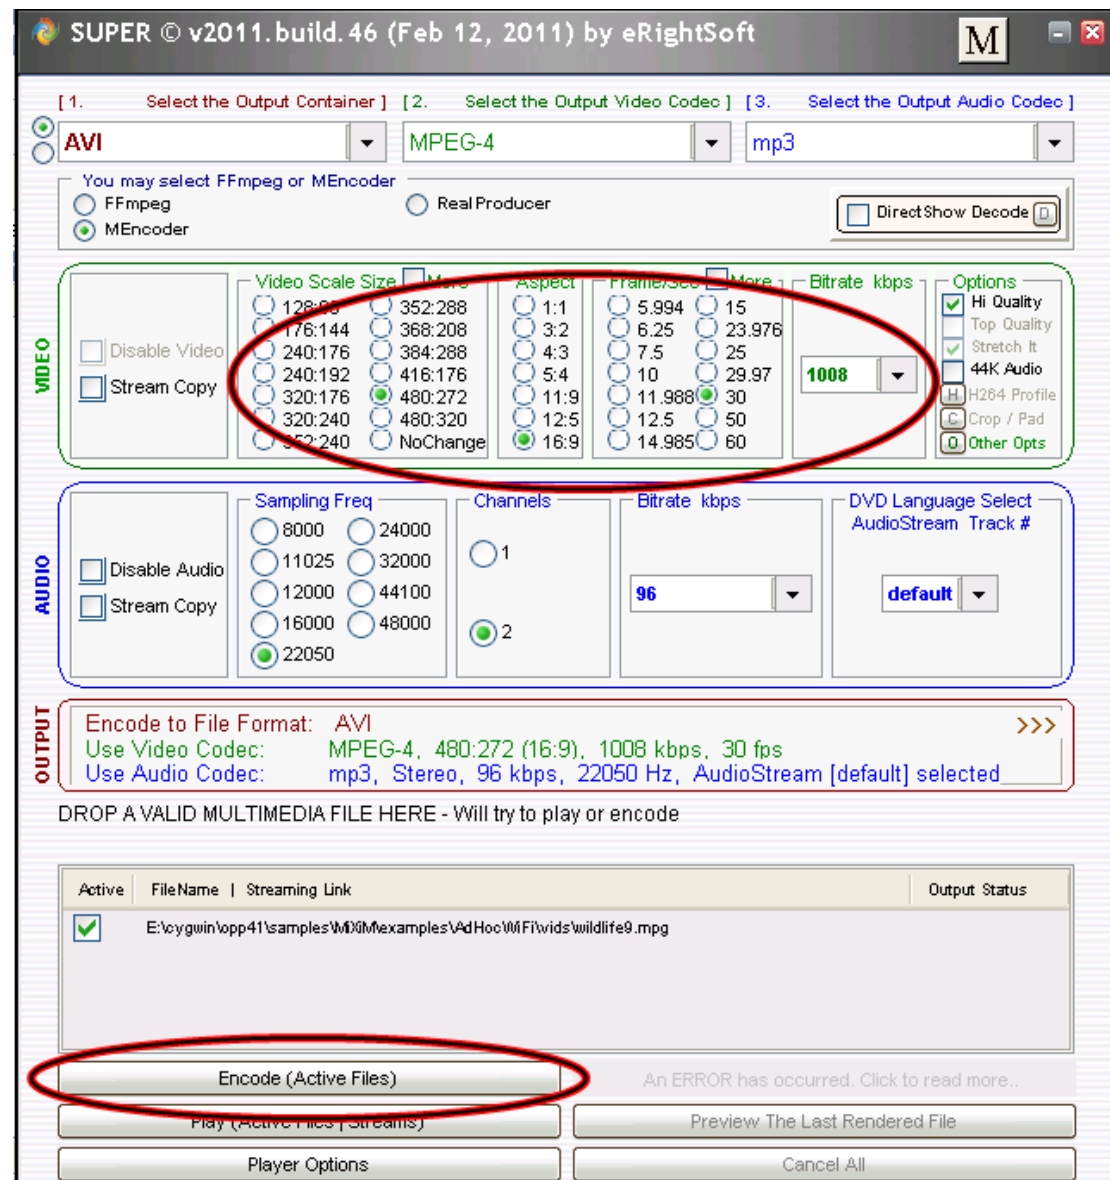 SUPER © v2011.build.46 (Feb 12, 2011) by eRightSoft M
[ 1. Select the Output Container ] [ 2. Select the Output Video Codec ] [ 3. Select the Output Audio Codec ]
AVI MPEG-4 mp3
You may select FFmpeg or MEncoder
FFmpeg RealProducer
MEncoder
DirectShow Decode D
VIDEO
Disable Video
Stream Copy
Video Scale Size More
128:96 352:288
176:144 368:208
240:176 384:288
240:192 416:176
320:176 480:272
320:240 480:320
352:240 NoChange
Aspect
1:1
3:2
4:3
5:4
11:9
12:5
16:9
Frame/Sec More
5.994 15
6.25 23.976
7.5 25
10 29.97
11.988 30
12.5 50
14.985 60
Bitrate kbps
1008
Options
Hi Quality
Top Quality
Stretch It
44K Audio
H H264 Profile
C Crop / Pad
O Other Opts
AUDIO
Disable Audio
Stream Copy
Sampling Freq
8000 24000
11025 32000
12000 44100
16000 48000
22050
Channels
1
2
Bitrate kbps
96
DVD Language Select
AudioStream Track #
default
OUTPUT
Encode to File Format: AVI >>>
Use Video Codec: MPEG-4, 480:272 (16:9), 1008 kbps, 30 fps
Use Audio Codec: mp3, Stereo, 96 kbps, 22050 Hz, AudioStream [default] selected
DROP A VALID MULTIMEDIA FILE HERE - Will try to play or encode
Active FileName | Streaming Link Output Status
E:\cygwin\opp41\samples\MiXiM\examples\AdHocWiFi\vids\wildlife9.mpg
Encode (Active Files) An ERROR has occurred. Click to read more..
Play (Active Files | Streams) Preview The Last Rendered File
Player Options Cancel All